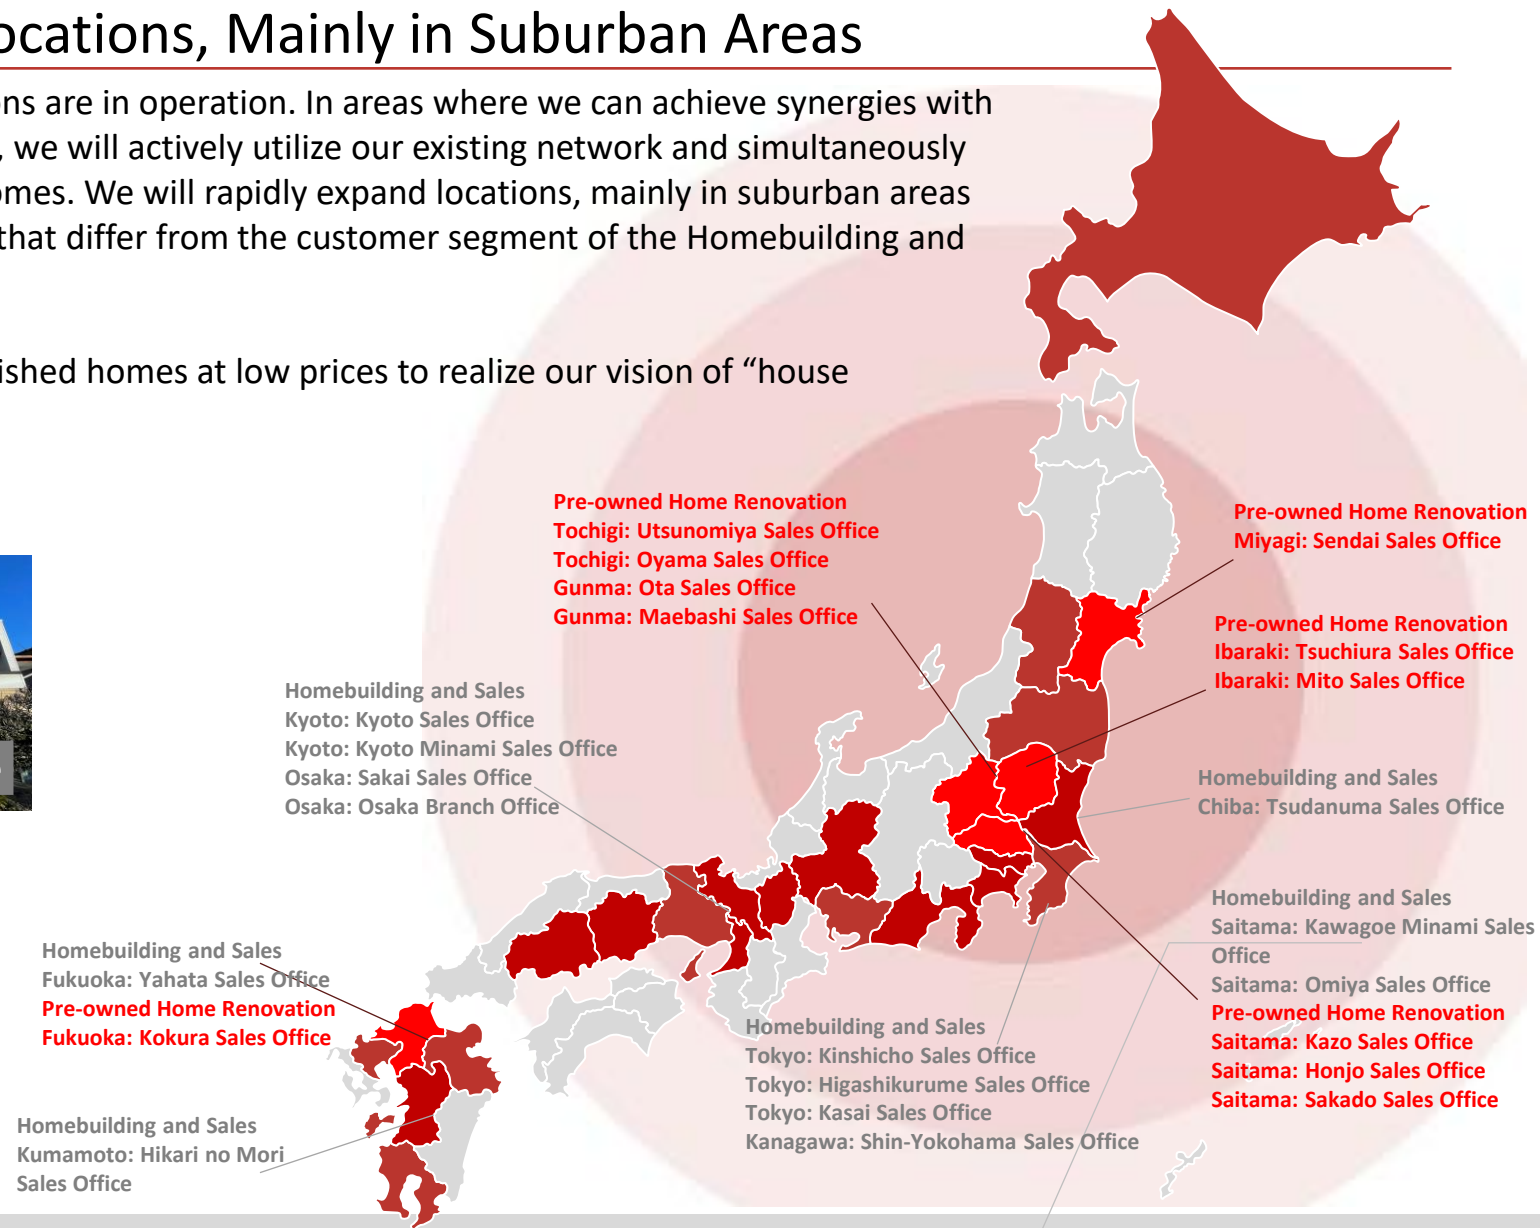 ocations, Mainly in Suburban Areas
ons are in operation. In areas where we can achieve synergies with
, we will actively utilize our existing network and simultaneously
omes. We will rapidly expand locations, mainly in suburban areas
that differ from the customer segment of the Homebuilding and
ished homes at low prices to realize our vision of “house
Pre-owned Home Renovation
Tochigi: Utsunomiya Sales Office
Tochigi: Oyama Sales Office
Gunma: Ota Sales Office
Gunma: Maebashi Sales Office
Pre-owned Home Renovation
Miyagi: Sendai Sales Office
Pre-owned Home Renovation
Ibaraki: Tsuchiura Sales Office
Ibaraki: Mito Sales Office
Homebuilding and Sales
Kyoto: Kyoto Sales Office
Kyoto: Kyoto Minami Sales Office
Osaka: Sakai Sales Office
Osaka: Osaka Branch Office
Homebuilding and Sales
Chiba: Tsudanuma Sales Office
Homebuilding and Sales
Saitama: Kawagoe Minami Sales
Office
Saitama: Omiya Sales Office
Pre-owned Home Renovation
Saitama: Kazo Sales Office
Saitama: Honjo Sales Office
Saitama: Sakado Sales Office
Homebuilding and Sales
Fukuoka: Yahata Sales Office
Pre-owned Home Renovation
Fukuoka: Kokura Sales Office
Homebuilding and Sales
Tokyo: Kinshicho Sales Office
Tokyo: Higashikurume Sales Office
Tokyo: Kasai Sales Office
Kanagawa: Shin-Yokohama Sales Office
Homebuilding and Sales
Kumamoto: Hikari no Mori
Sales Office